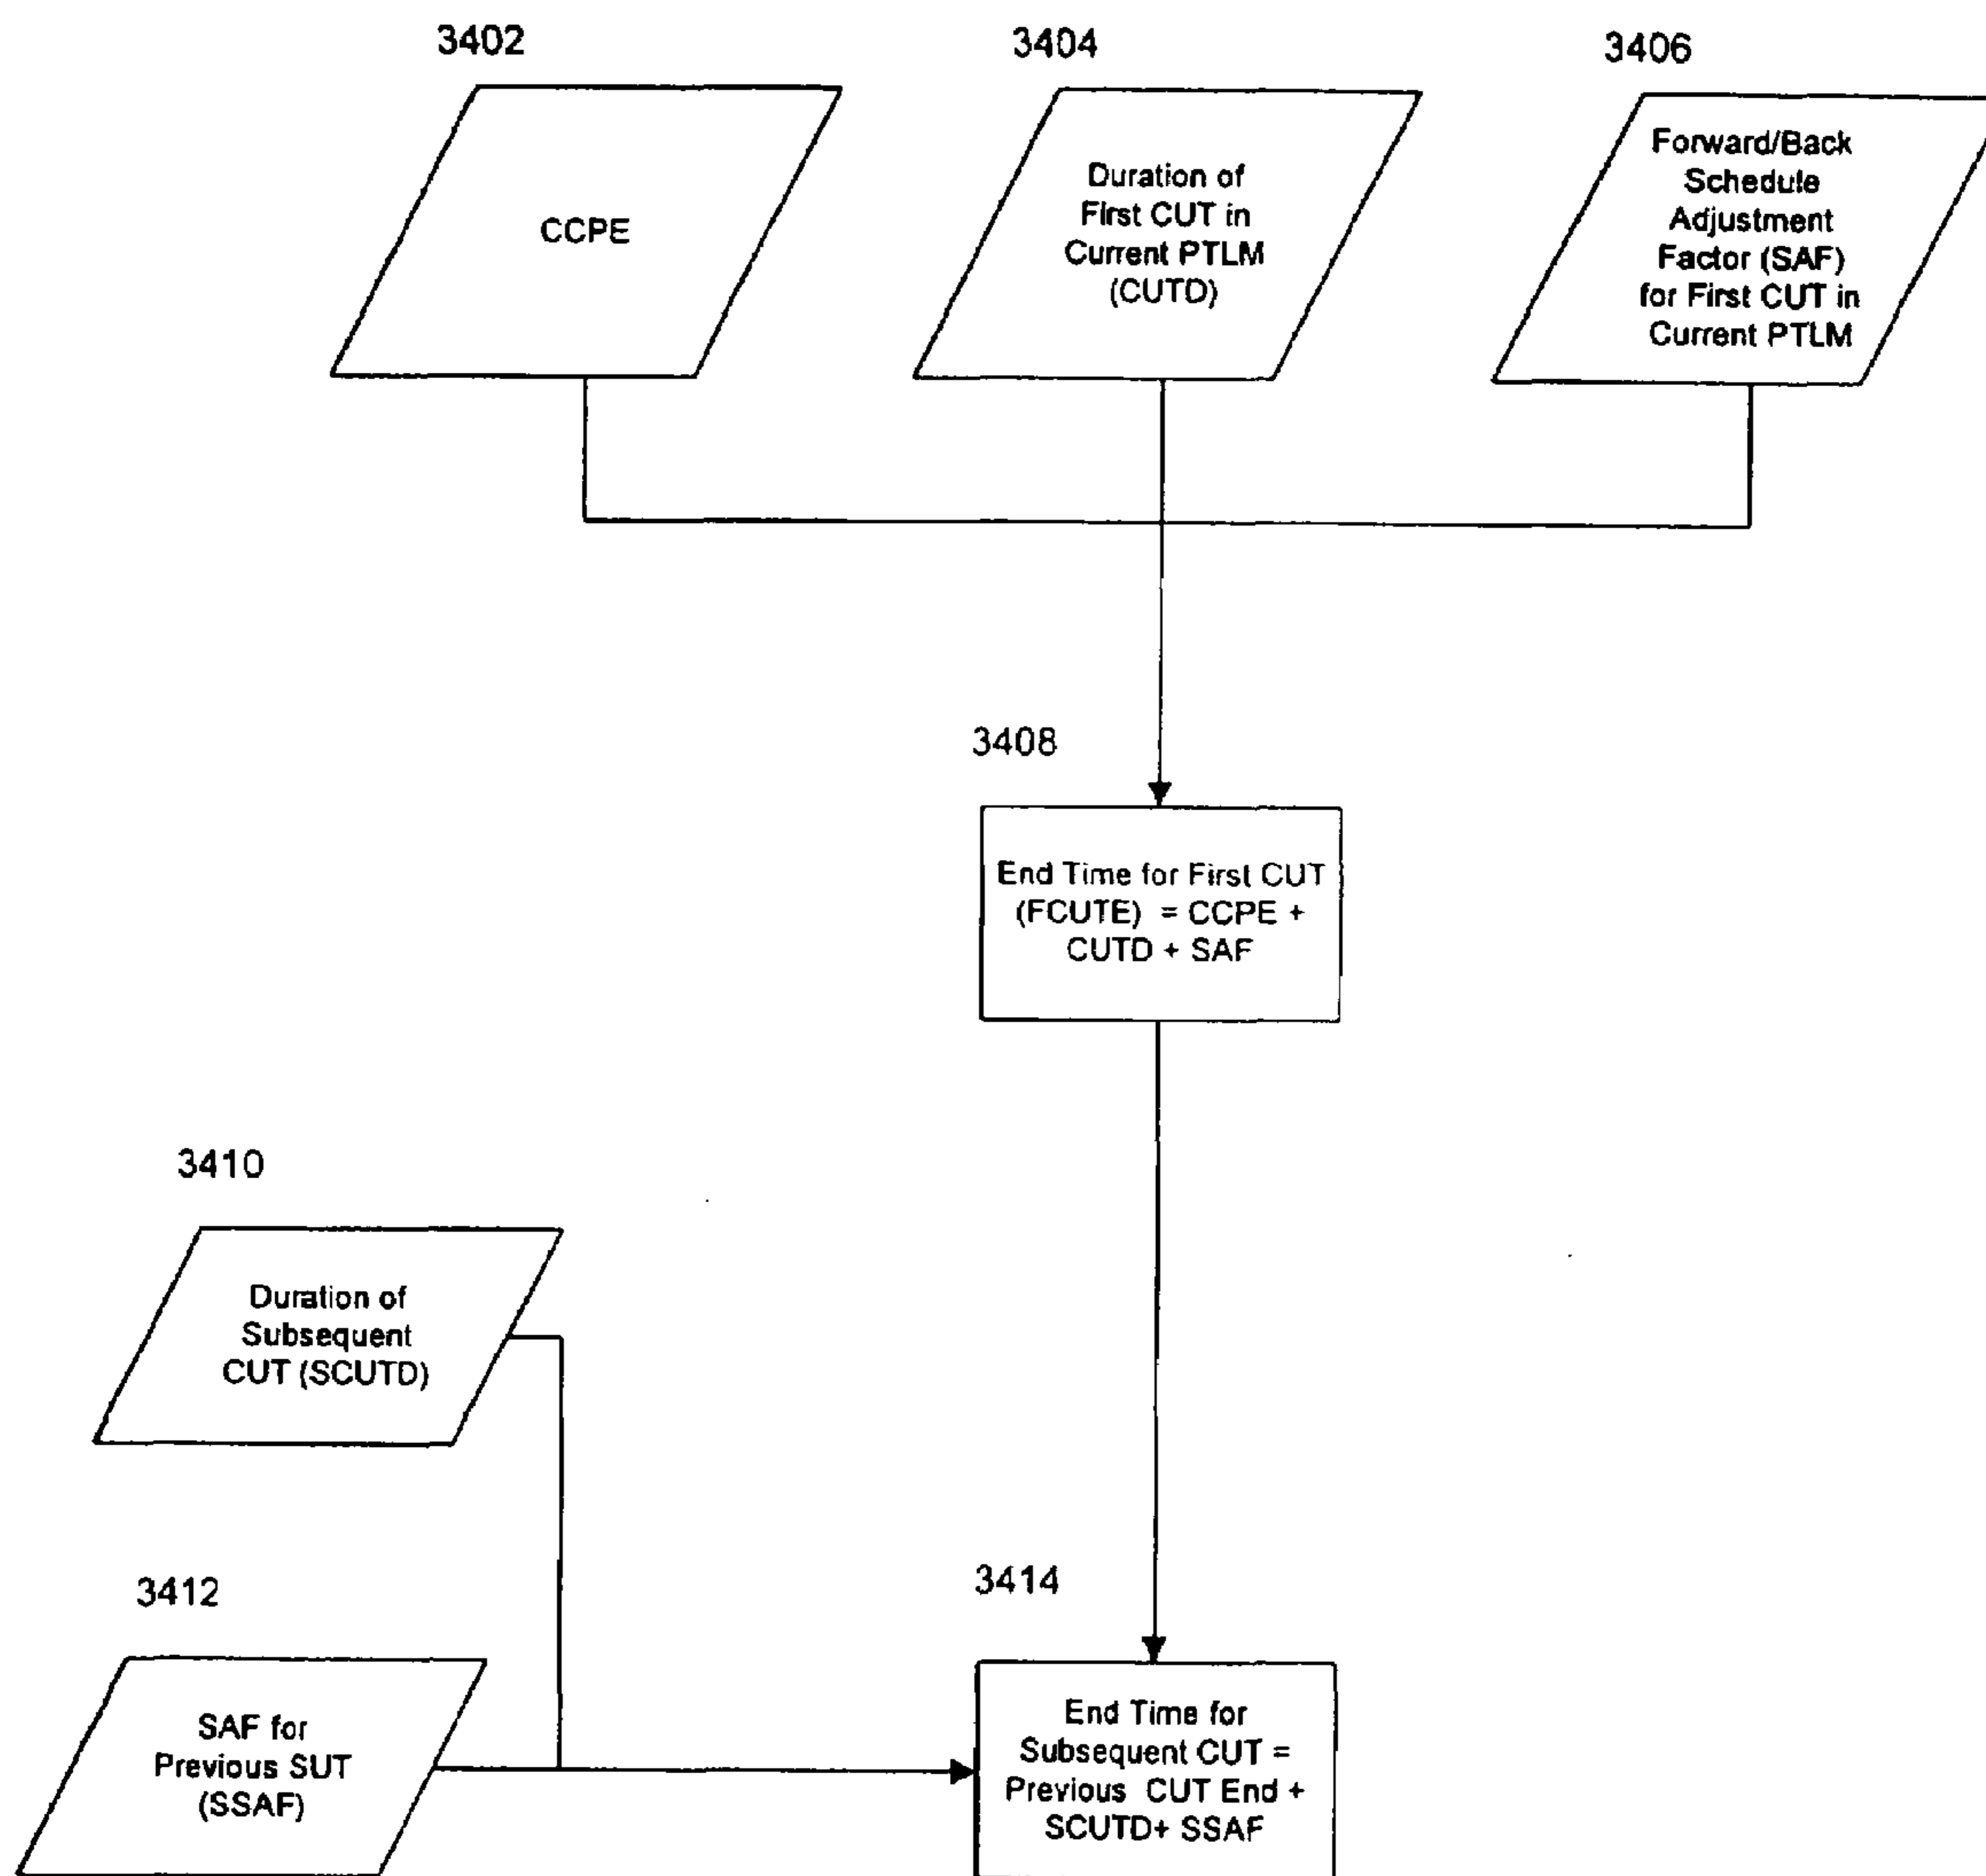 3402
3404
3406
CCPE
Duration of
First CUT in
Current PTLM
(CUTD)
Forward/Back
Schedule
Adjustment
Factor (SAF)
for First CUT in
Current PTLM
3408
End Time for First CUT
(FCUTE) = CCPE +
CUTD + SAF
3410
Duration of
Subsequent
CUT (SCUTD)
3412
SAF for
Previous SUT
(SSAF)
3414
End Time for
Subsequent CUT =
Previous CUT End +
SCUTD+ SSAF